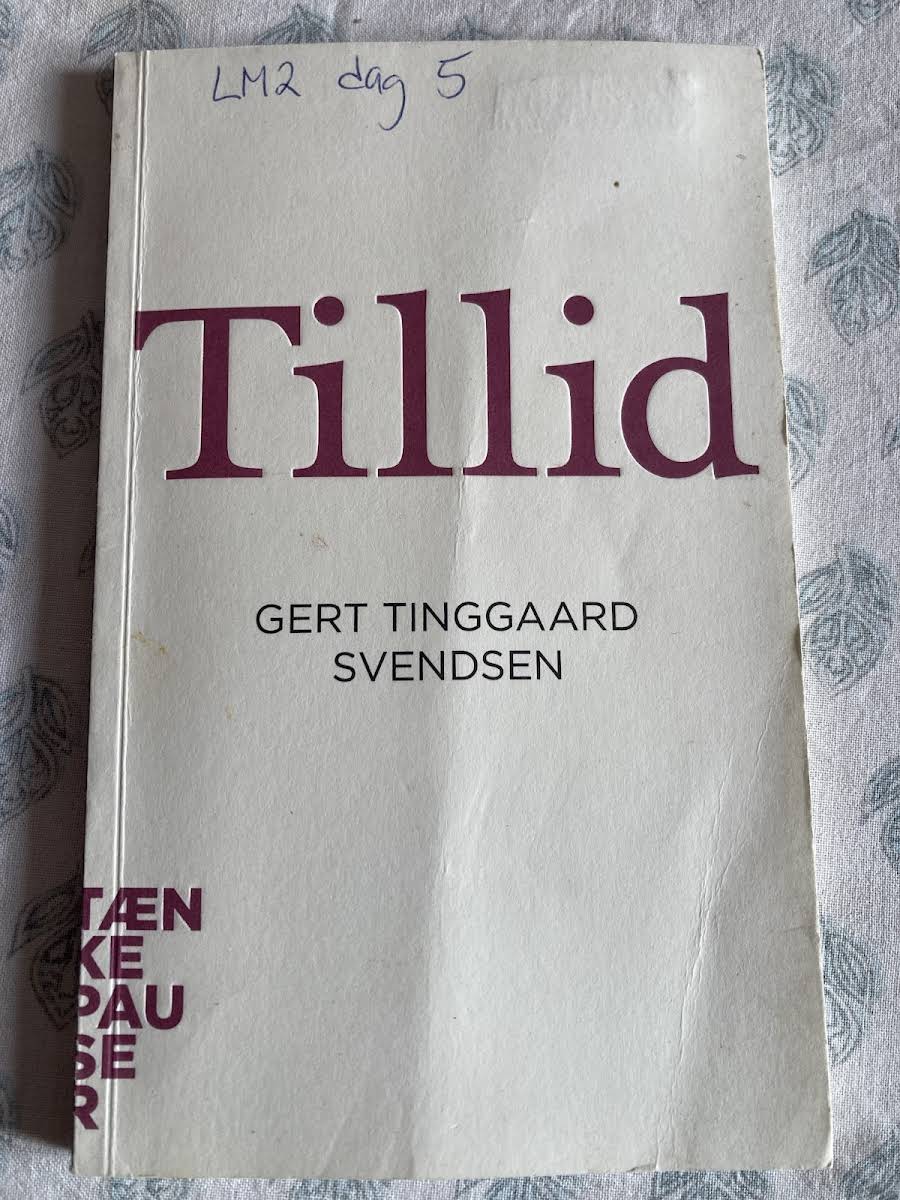 LM2 dag 5
Tillid
GERT TINGGAARD
SVENDSEN
TÆN
KE
PAU
SE
R